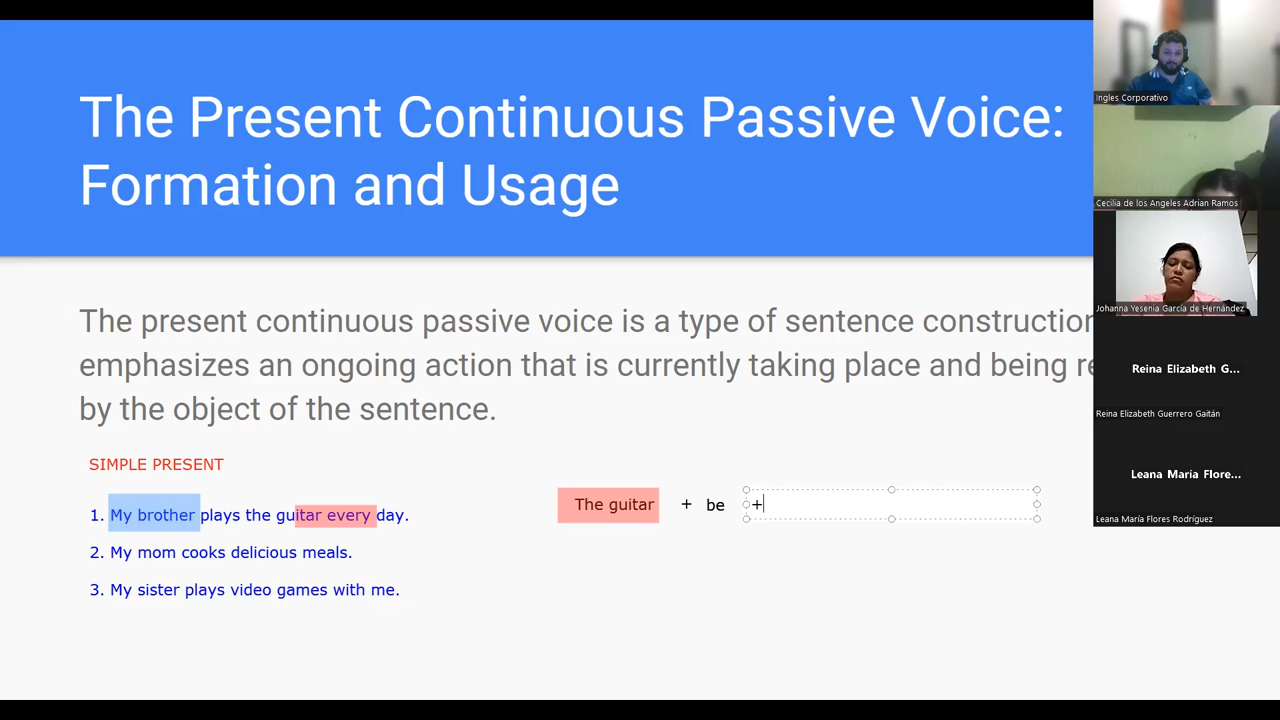 The Present Continuous Passive Voice:
Formation and Usage
The present continuous passive voice is a type of sentence construction
emphasizes an ongoing action that is currently taking place and being
by the object of the sentence.
SIMPLE PRESENT
1. My brother plays the guitar every day.
The guitar + be +
2. My mom cooks delicious meals.
3. My sister plays video games with me.
Ingles Corporativo
Cecilia de los Angeles Adrian Ramos
Johanna Yesenia García de Hernández
Reina Elizabeth G...
Reina Elizabeth Guerrero Gaitán
Leana María Flore...
Leana María Flores Rodríguez